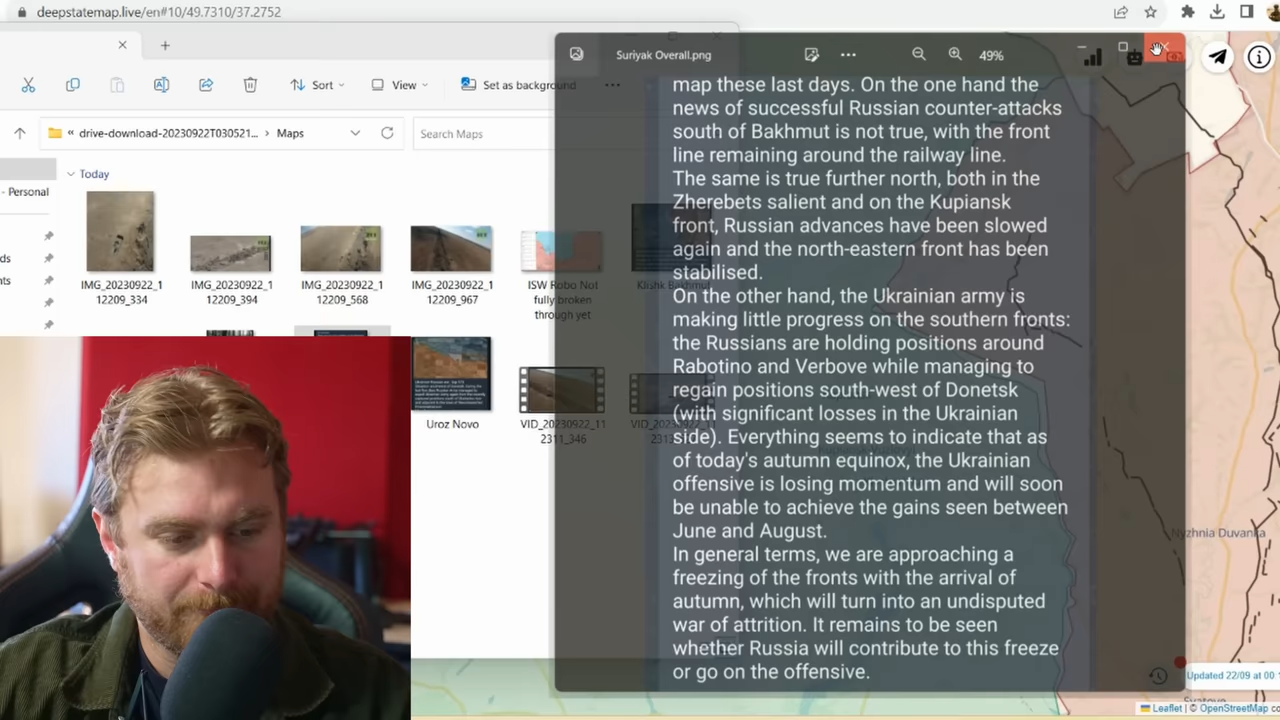 deepstatemap.live/en#10/49.7310/37.2752
Suriyak Overall.png
49%
Sort
View
Set as background
drive-download-20230922T030521...
Maps
Search Maps
Personal
Today
IMG_20230922_1
12209_334
IMG_20230922_1
12209_394
IMG_20230922_1
12209_568
IMG_20230922_1
12209_967
ISW Robo Not
fully broken
through yet
Klishk Bakhmut
Uroz Novo
VID_20230922_11
2311_346
map these last days. On the one hand the
news of successful Russian counter-attacks
south of Bakhmut is not true, with the front
line remaining around the railway line.
The same is true further north, both in the
Zherebets salient and on the Kupiansk
front, Russian advances have been slowed
again and the north-eastern front has been
stabilised.
On the other hand, the Ukrainian army is
making little progress on the southern fronts:
the Russians are holding positions around
Rabotino and Verbove while managing to
regain positions south-west of Donetsk
(with significant losses in the Ukrainian
side). Everything seems to indicate that as
of today's autumn equinox, the Ukrainian
offensive is losing momentum and will soon
be unable to achieve the gains seen between
June and August.
In general terms, we are approaching a
freezing of the fronts with the arrival of
autumn, which will turn into an undisputed
war of attrition. It remains to be seen
whether Russia will contribute to this freeze
or go on the offensive.
Nyzhnia Duvanka
Updated 22/09 at 00
Leaflet | © OpenStreetMap co